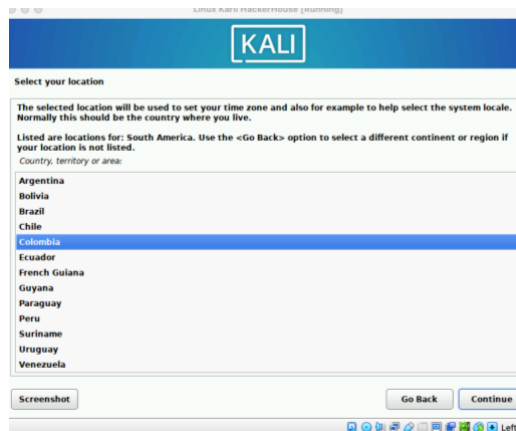 Linus Karli HackerHouse [Running]
KALI
Select your location
The selected location will be used to set your time zone and also for example to help select the system locale.
Normally this should be the country where you live.
Listed are locations for: South America. Use the <Go Back> option to select a different continent or region if
your location is not listed.
Country, territory or area:
Argentina
Bolivia
Brazil
Chile
Colombia
Ecuador
French Guiana
Guyana
Paraguay
Peru
Suriname
Uruguay
Venezuela
Screenshot
Go Back
Continue
Left